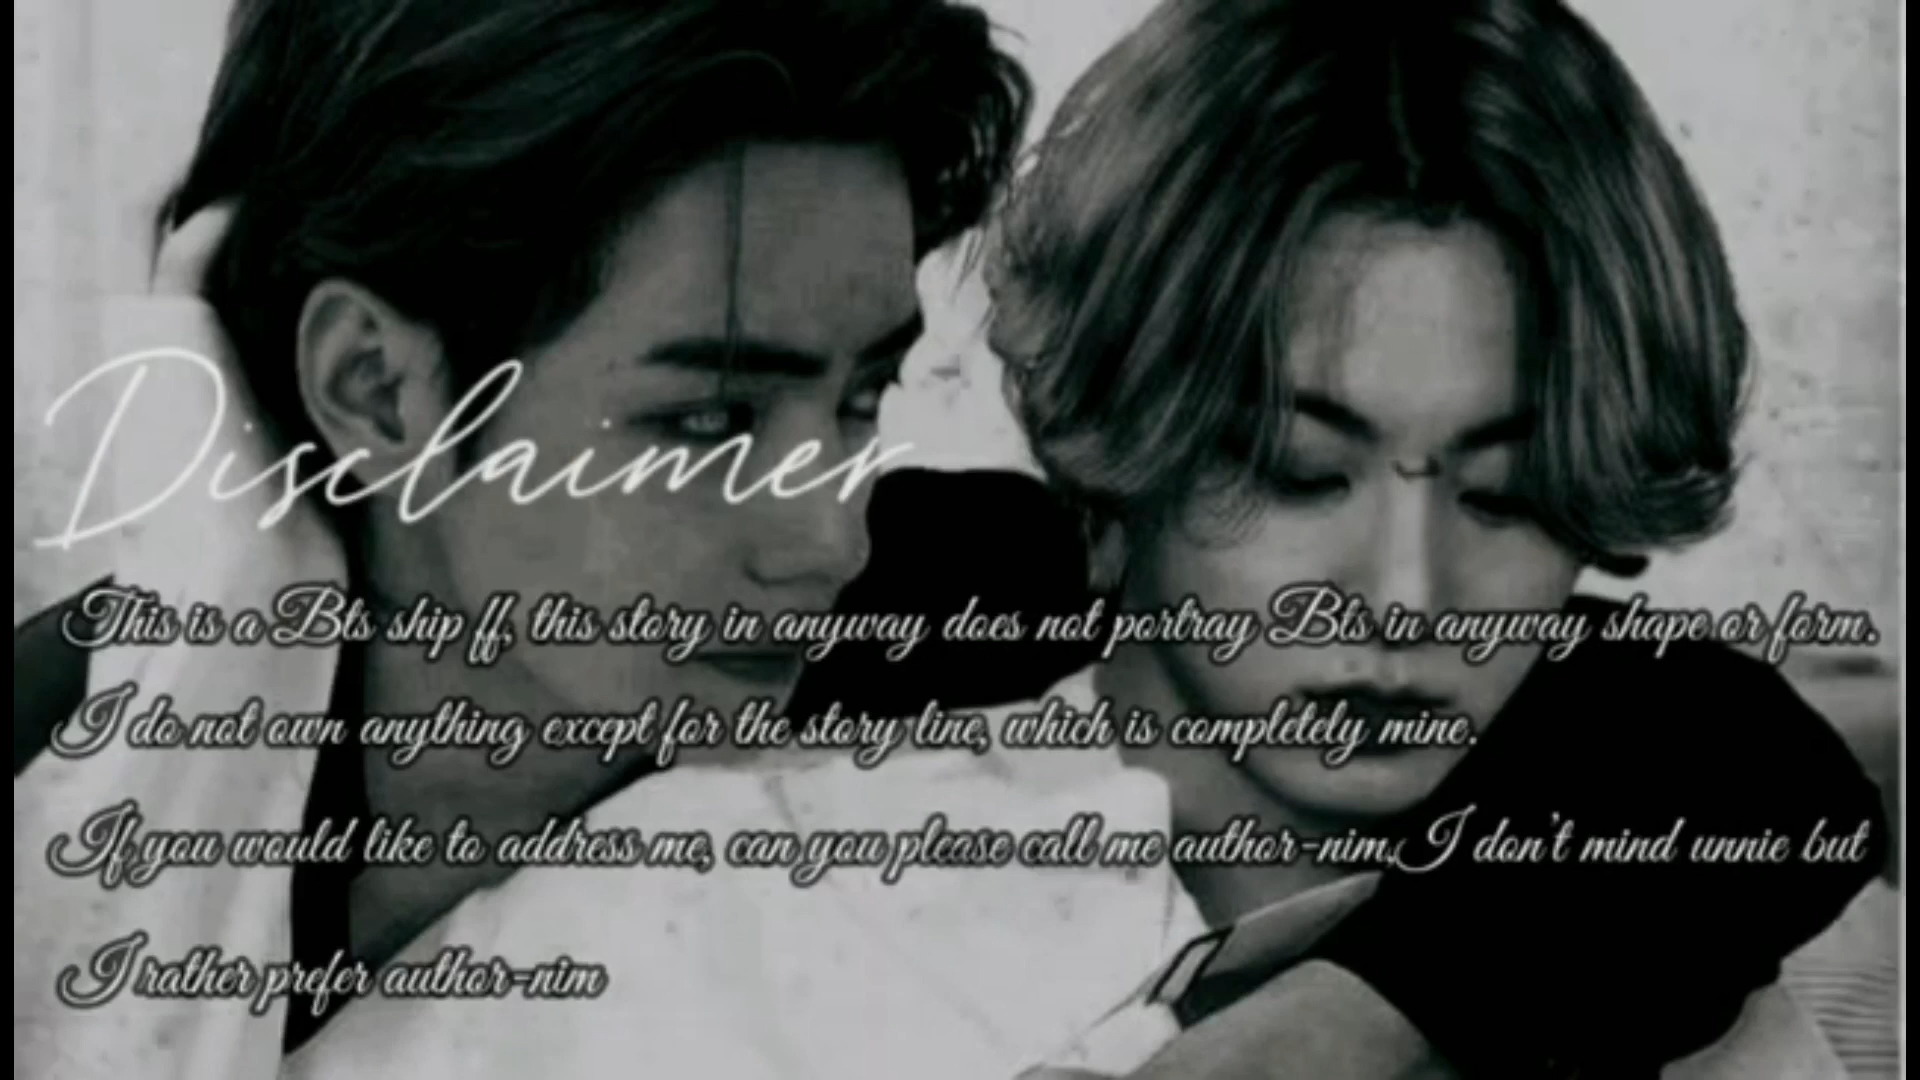 Disclaimer
This is a Bts ship ff, this story in anyway does not portray Bts in anyway shape or form.
I do not own anything except for the story line, which is completely mine.
If you would like to address me, can you please call me author-nim,I don't mind unnie but
I rather prefer author-nim